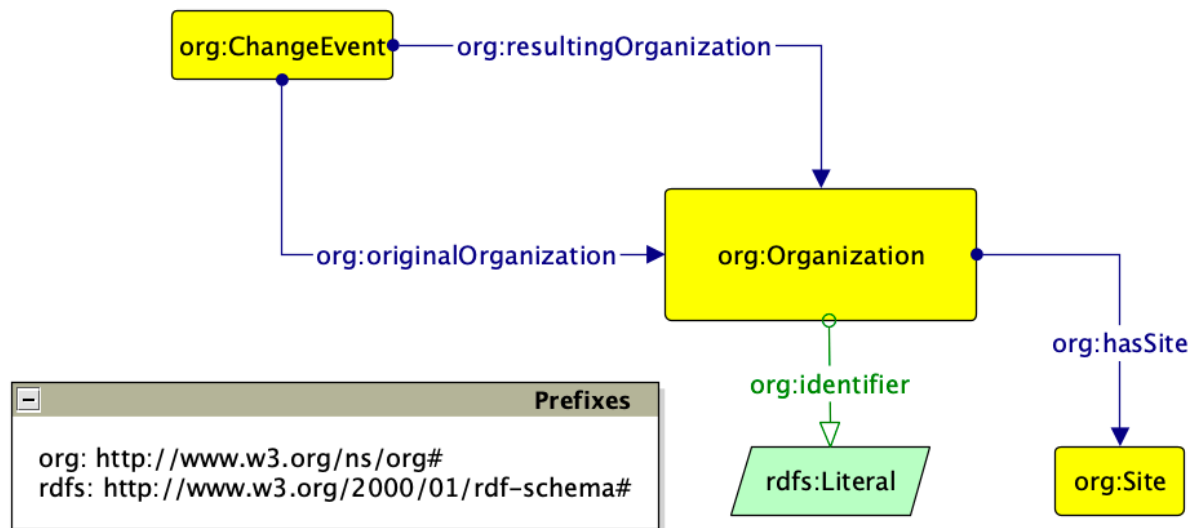 org:ChangeEvent
org:resultingOrganization
org:originalOrganization
org:Organization
org:hasSite
org:identifier
Prefixes
org: http://www.w3.org/ns/org#
rdfs: http://www.w3.org/2000/01/rdf-schema#
rdfs:Literal
org:Site